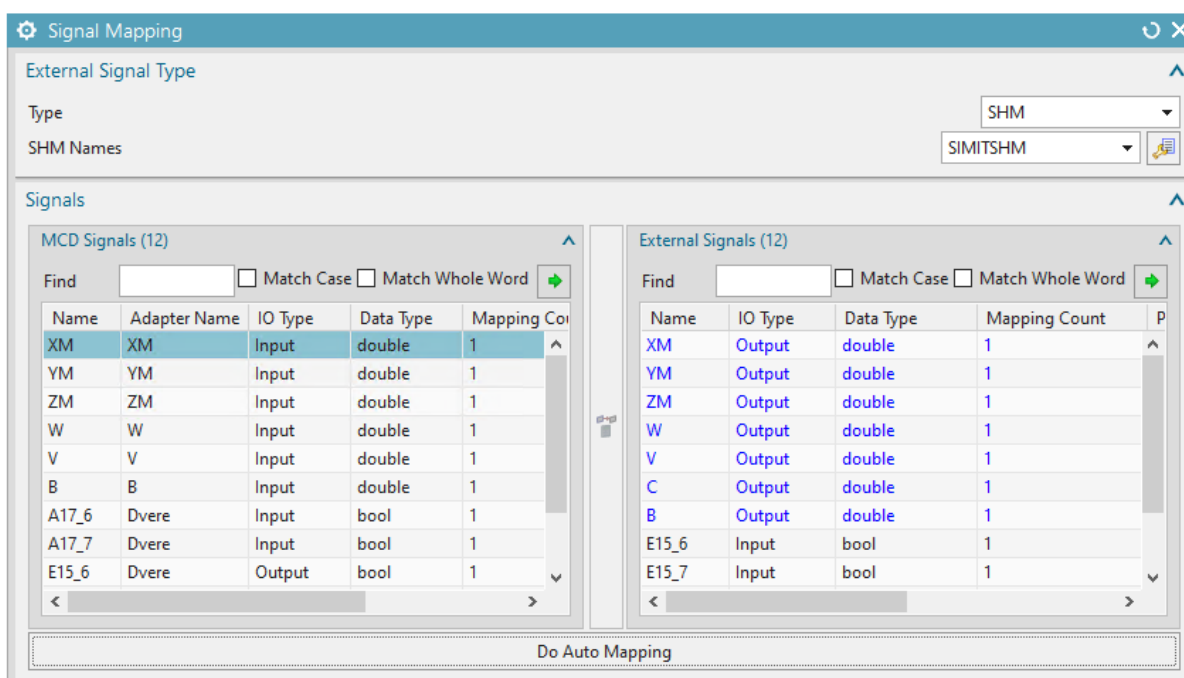 Signal Mapping
External Signal Type
Type SHM
SHM Names SIMITSHM
Signals
MCD Signals (12)
Find Match Case Match Whole Word
Name Adapter Name IO Type Data Type Mapping Cou
XM XM Input double 1
YM YM Input double 1
ZM ZM Input double 1
W W Input double 1
V V Input double 1
B B Input double 1
A17_6 Dvere Input bool 1
A17_7 Dvere Input bool 1
E15_6 Dvere Output bool 1
External Signals (12)
Find Match Case Match Whole Word
Name IO Type Data Type Mapping Count P
XM Output double 1
YM Output double 1
ZM Output double 1
W Output double 1
V Output double 1
C Output double 1
B Output double 1
E15_6 Input bool 1
E15_7 Input bool 1
Do Auto Mapping